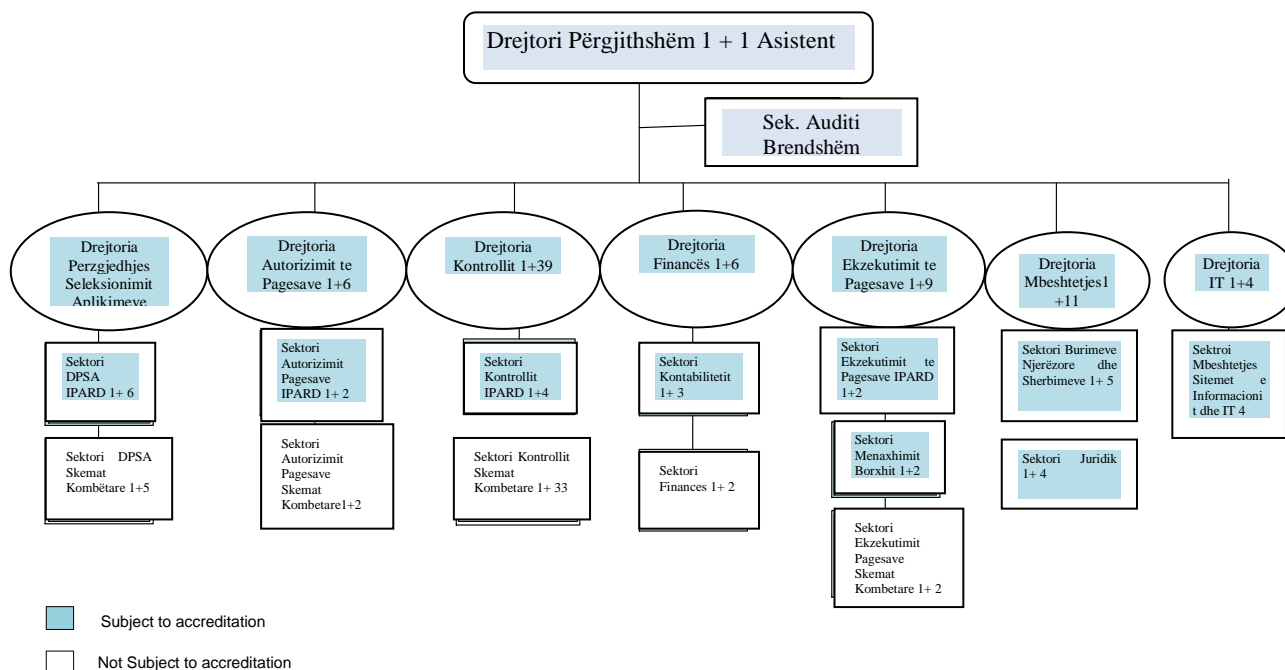 Drejtori Përgjithshëm 1 + 1 Asistent
Sek. Auditi
Brendshëm
Drejtoria
Perzgjedhjes
Seleksionimit
Aplikimeve
Drejtoria
Autorizimit te
Pagesave 1+6
Drejtoria
Kontrollit 1+39
Drejtoria
Financës 1+6
Drejtoria
Ekzekutimit te
Pagesave 1+9
Drejtoria
Mbeshtetjes1
+11
Drejtoria
IT 1+4
Sektori
DPSA
IPARD 1+ 6
Sektori
Autorizimit
Pagesave
IPARD 1+ 2
Sektori
Kontrollit
IPARD 1+4
Sektori
Kontabilitetit
1+ 3
Sektori
Ekzekutimit te
Pagesave IPARD
1+2
Sektori Burimeve
Njerëzore dhe
Sherbimeve 1+ 5
Sektroi
Mbeshtetjes
Sitemet e
Informacioni
t dhe IT 4
Sektori DPSA
Skemat
Kombëtare 1+5
Sektori
Autorizimit
Pagesave
Skemat
Kombetare1+2
Sektori Kontrollit
Skemat
Kombetare 1+ 33
Sektori
Finances 1+ 2
Sektori
Menaxhimit
Borxhit 1+2
Sektori Juridik
1+ 4
Sektori
Ekzekutimit
Pagesave
Skemat
Kombetare 1+ 2
Subject to accreditation
Not Subject to accreditation